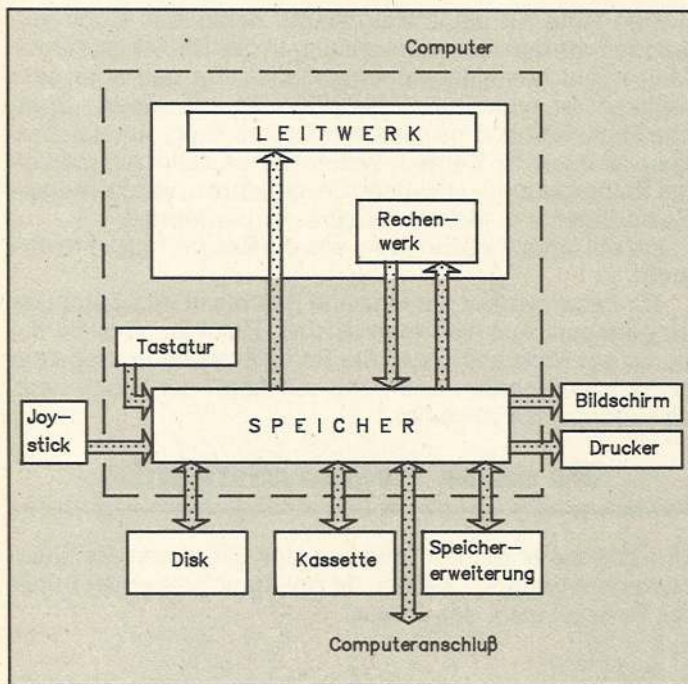 Computer
LEITWERK
Rechen-
werk
Tastatur
Joy-
stick
SPEICHER
Bildschirm
Drucker
Disk
Kassette
Speicher-
erweiterung
Computeranschluß